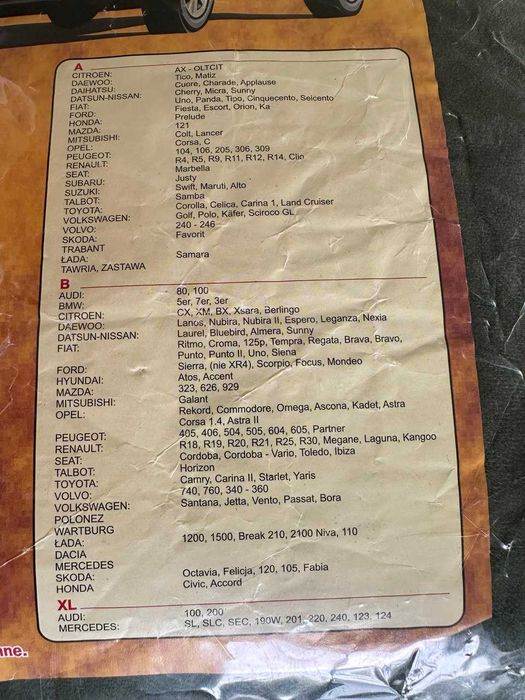 A
CITROEN: AX - OLTCIT
DAEWOO: Tico, Matiz
DAIHATSU: Cuore, Charade, Applause
DATSUN-NISSAN: Cherry, Micra, Sunny
FIAT: Uno, Panda, Tipo, Cinquecento, Seicento
FORD: Fiesta, Escort, Orion, Ka
HONDA: Prelude
MAZDA: 121
MITSUBISHI: Colt, Lancer
OPEL: Corsa, C
PEUGEOT: 104, 106, 205, 306, 309
RENAULT: R4, R5, R9, R11, R12, R14, Clio
SEAT: Marbella
SUBARU: Justy
SUZUKI: Swift, Maruti, Alto
TALBOT: Samba
TOYOTA: Corolla, Celica, Carina 1, Land Cruiser
VOLKSWAGEN: Golf, Polo, Käfer, Sciroco GL
VOLVO: 240 - 246
SKODA: Favorit
TRABANT
ŁADA: Samara
TAWRIA, ZASTAWA
B
AUDI: 80, 100
BMW: 5er, 7er, 3er
CITROEN: CX, XM, BX, Xsara, Berlingo
DAEWOO: Lanos, Nubira, Nubira II, Espero, Leganza, Nexia
DATSUN-NISSAN: Laurel, Bluebird, Almera, Sunny
FIAT: Ritmo, Croma, 125p, Tempra, Regata, Brava, Bravo,
Punto, Punto II, Uno, Siena
FORD: Sierra, (nie XR4), Scorpio, Focus, Mondeo
HYUNDAI: Atos, Accent
MAZDA: 323, 626, 929
MITSUBISHI: Galant
OPEL: Rekord, Commodore, Omega, Ascona, Kadet, Astra
Corsa 1.4, Astra II
PEUGEOT: 405, 406, 504, 505, 604, 605, Partner
RENAULT: R18, R19, R20, R21, R25, R30, Megane, Laguna, Kangoo
SEAT: Cordoba, Cordoba - Vario, Toledo, Ibiza
TALBOT: Horizon
TOYOTA: Camry, Carina II, Starlet, Yaris
VOLVO: 740, 760, 340 - 360
VOLKSWAGEN: Santana, Jetta, Vento, Passat, Bora
POLONEZ
WARTBURG
ŁADA: 1200, 1500, Break 210, 2100 Niva, 110
DACIA
MERCEDES
SKODA: Octavia, Felicja, 120, 105, Fabia
HONDA Civic, Accord
XL
AUDI: 100, 200
MERCEDES: SL, SLC, SEC, 190W, 201, 220, 240, 123, 124